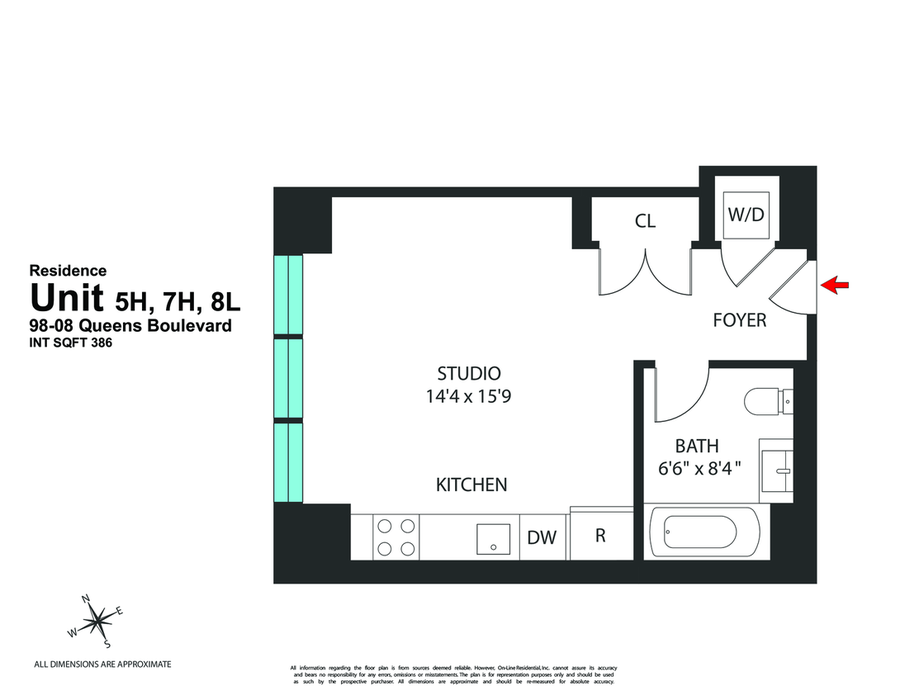 Residence
Unit 5H, 7H, 8L
98-08 Queens Boulevard
INT SQFT 386
CL
W/D
FOYER
STUDIO
14'4 x 15'9
BATH
6'6" x 8'4"
KITCHEN
DW
R
N
E
W
S
ALL DIMENSIONS ARE APPROXIMATE
All information regarding the floor plan is from sources deemed reliable. However, On-Line Residential, Inc. cannot assure its accuracy
and bears no responsibility for any errors, omissions or misstatements. The plan is for representation purposes only and should be used
as such by the prospective purchaser. All dimensions are approximate and should be re-measured for absolute accuracy.